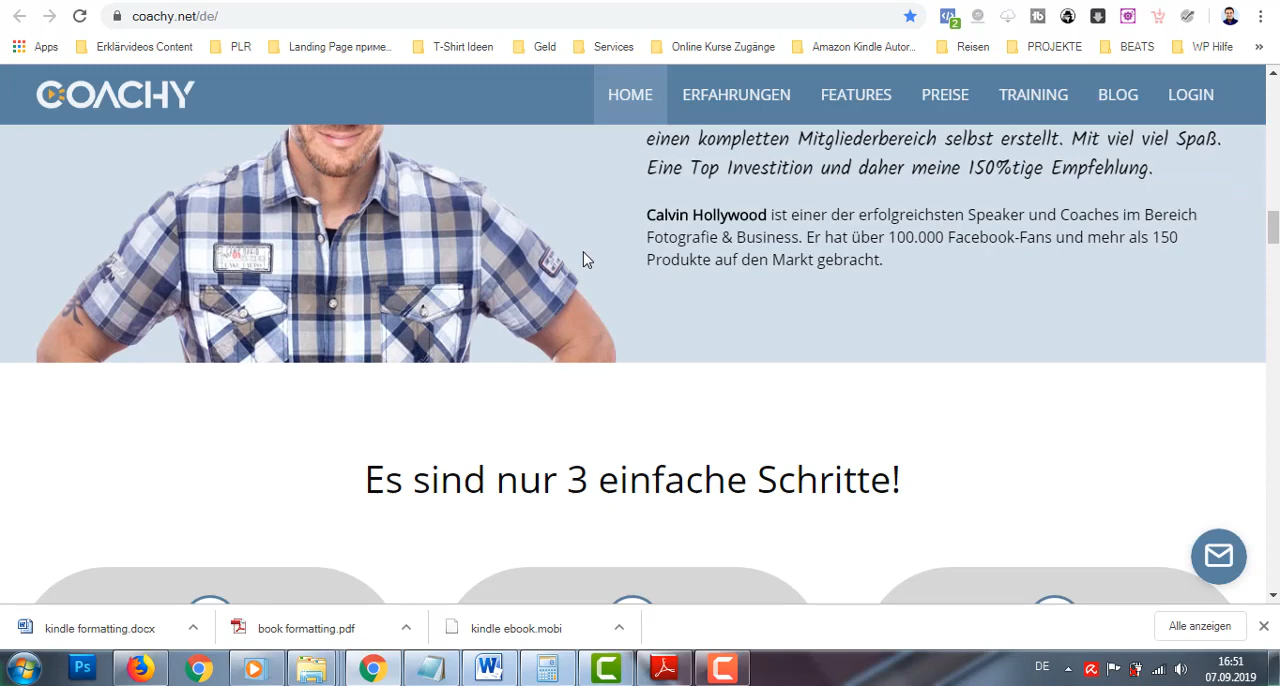 coachy.net/de/
2
Apps
Erklärvideos Content
PLR
Landing Page приме...
T-Shirt Ideen
Geld
Services
Online Kurse Zugänge
Amazon Kindle Autor...
Reisen
PROJEKTE
BEATS
WP Hilfe
»
COACHY
HOME
ERFAHRUNGEN
FEATURES
PREISE
TRAINING
BLOG
LOGIN
einen kompletten Mitgliederbereich selbst erstellt. Mit viel viel Spaß.
Eine Top Investition und daher meine 150%tige Empfehlung.
Calvin Hollywood ist einer der erfolgreichsten Speaker und Coaches im Bereich
Fotografie & Business. Er hat über 100.000 Facebook-Fans und mehr als 150
Produkte auf den Markt gebracht.
Es sind nur 3 einfache Schritte!
kindle formatting.docx
book formatting.pdf
kindle ebook.mobi
Alle anzeigen
Ps
DE
16:51
07.09.2019